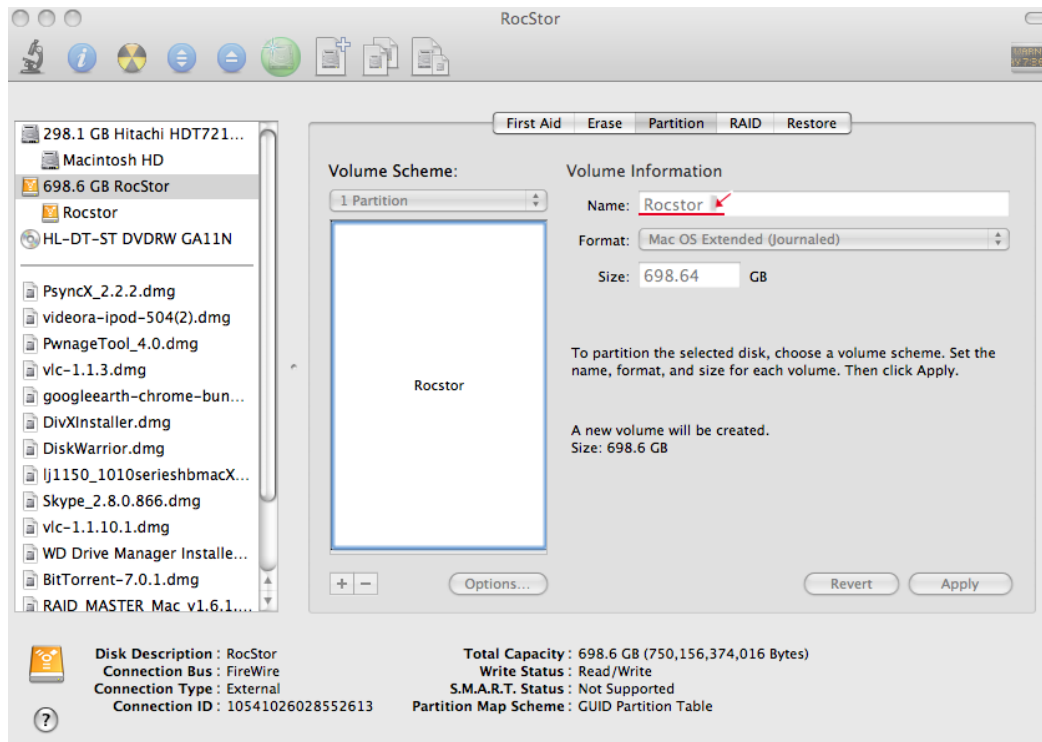 RocStor
First Aid Erase Partition RAID Restore
298.1 GB Hitachi HDT721...
Macintosh HD
698.6 GB RocStor
Rocstor
HL-DT-ST DVDRW GA11N
PsyncX_2.2.2.dmg
videora-ipod-504(2).dmg
PwnageTool_4.0.dmg
vlc-1.1.3.dmg
googleearth-chrome-bun...
DivXInstaller.dmg
DiskWarrior.dmg
lj1150_1010serieshbmacX...
Skype_2.8.0.866.dmg
vlc-1.1.10.1.dmg
WD Drive Manager Installe...
BitTorrent-7.0.1.dmg
RAID_MASTER_Mac_v1.6.1....
Volume Scheme:
1 Partition
Rocstor
+ − Options...
Volume Information
Name: Rocstor
Format: Mac OS Extended (Journaled)
Size: 698.64 GB
To partition the selected disk, choose a volume scheme. Set the
name, format, and size for each volume. Then click Apply.
A new volume will be created.
Size: 698.6 GB
Revert Apply
Disk Description : RocStor
Connection Bus : FireWire
Connection Type : External
Connection ID : 10541026028552613
Total Capacity : 698.6 GB (750,156,374,016 Bytes)
Write Status : Read/Write
S.M.A.R.T. Status : Not Supported
Partition Map Scheme : GUID Partition Table
?